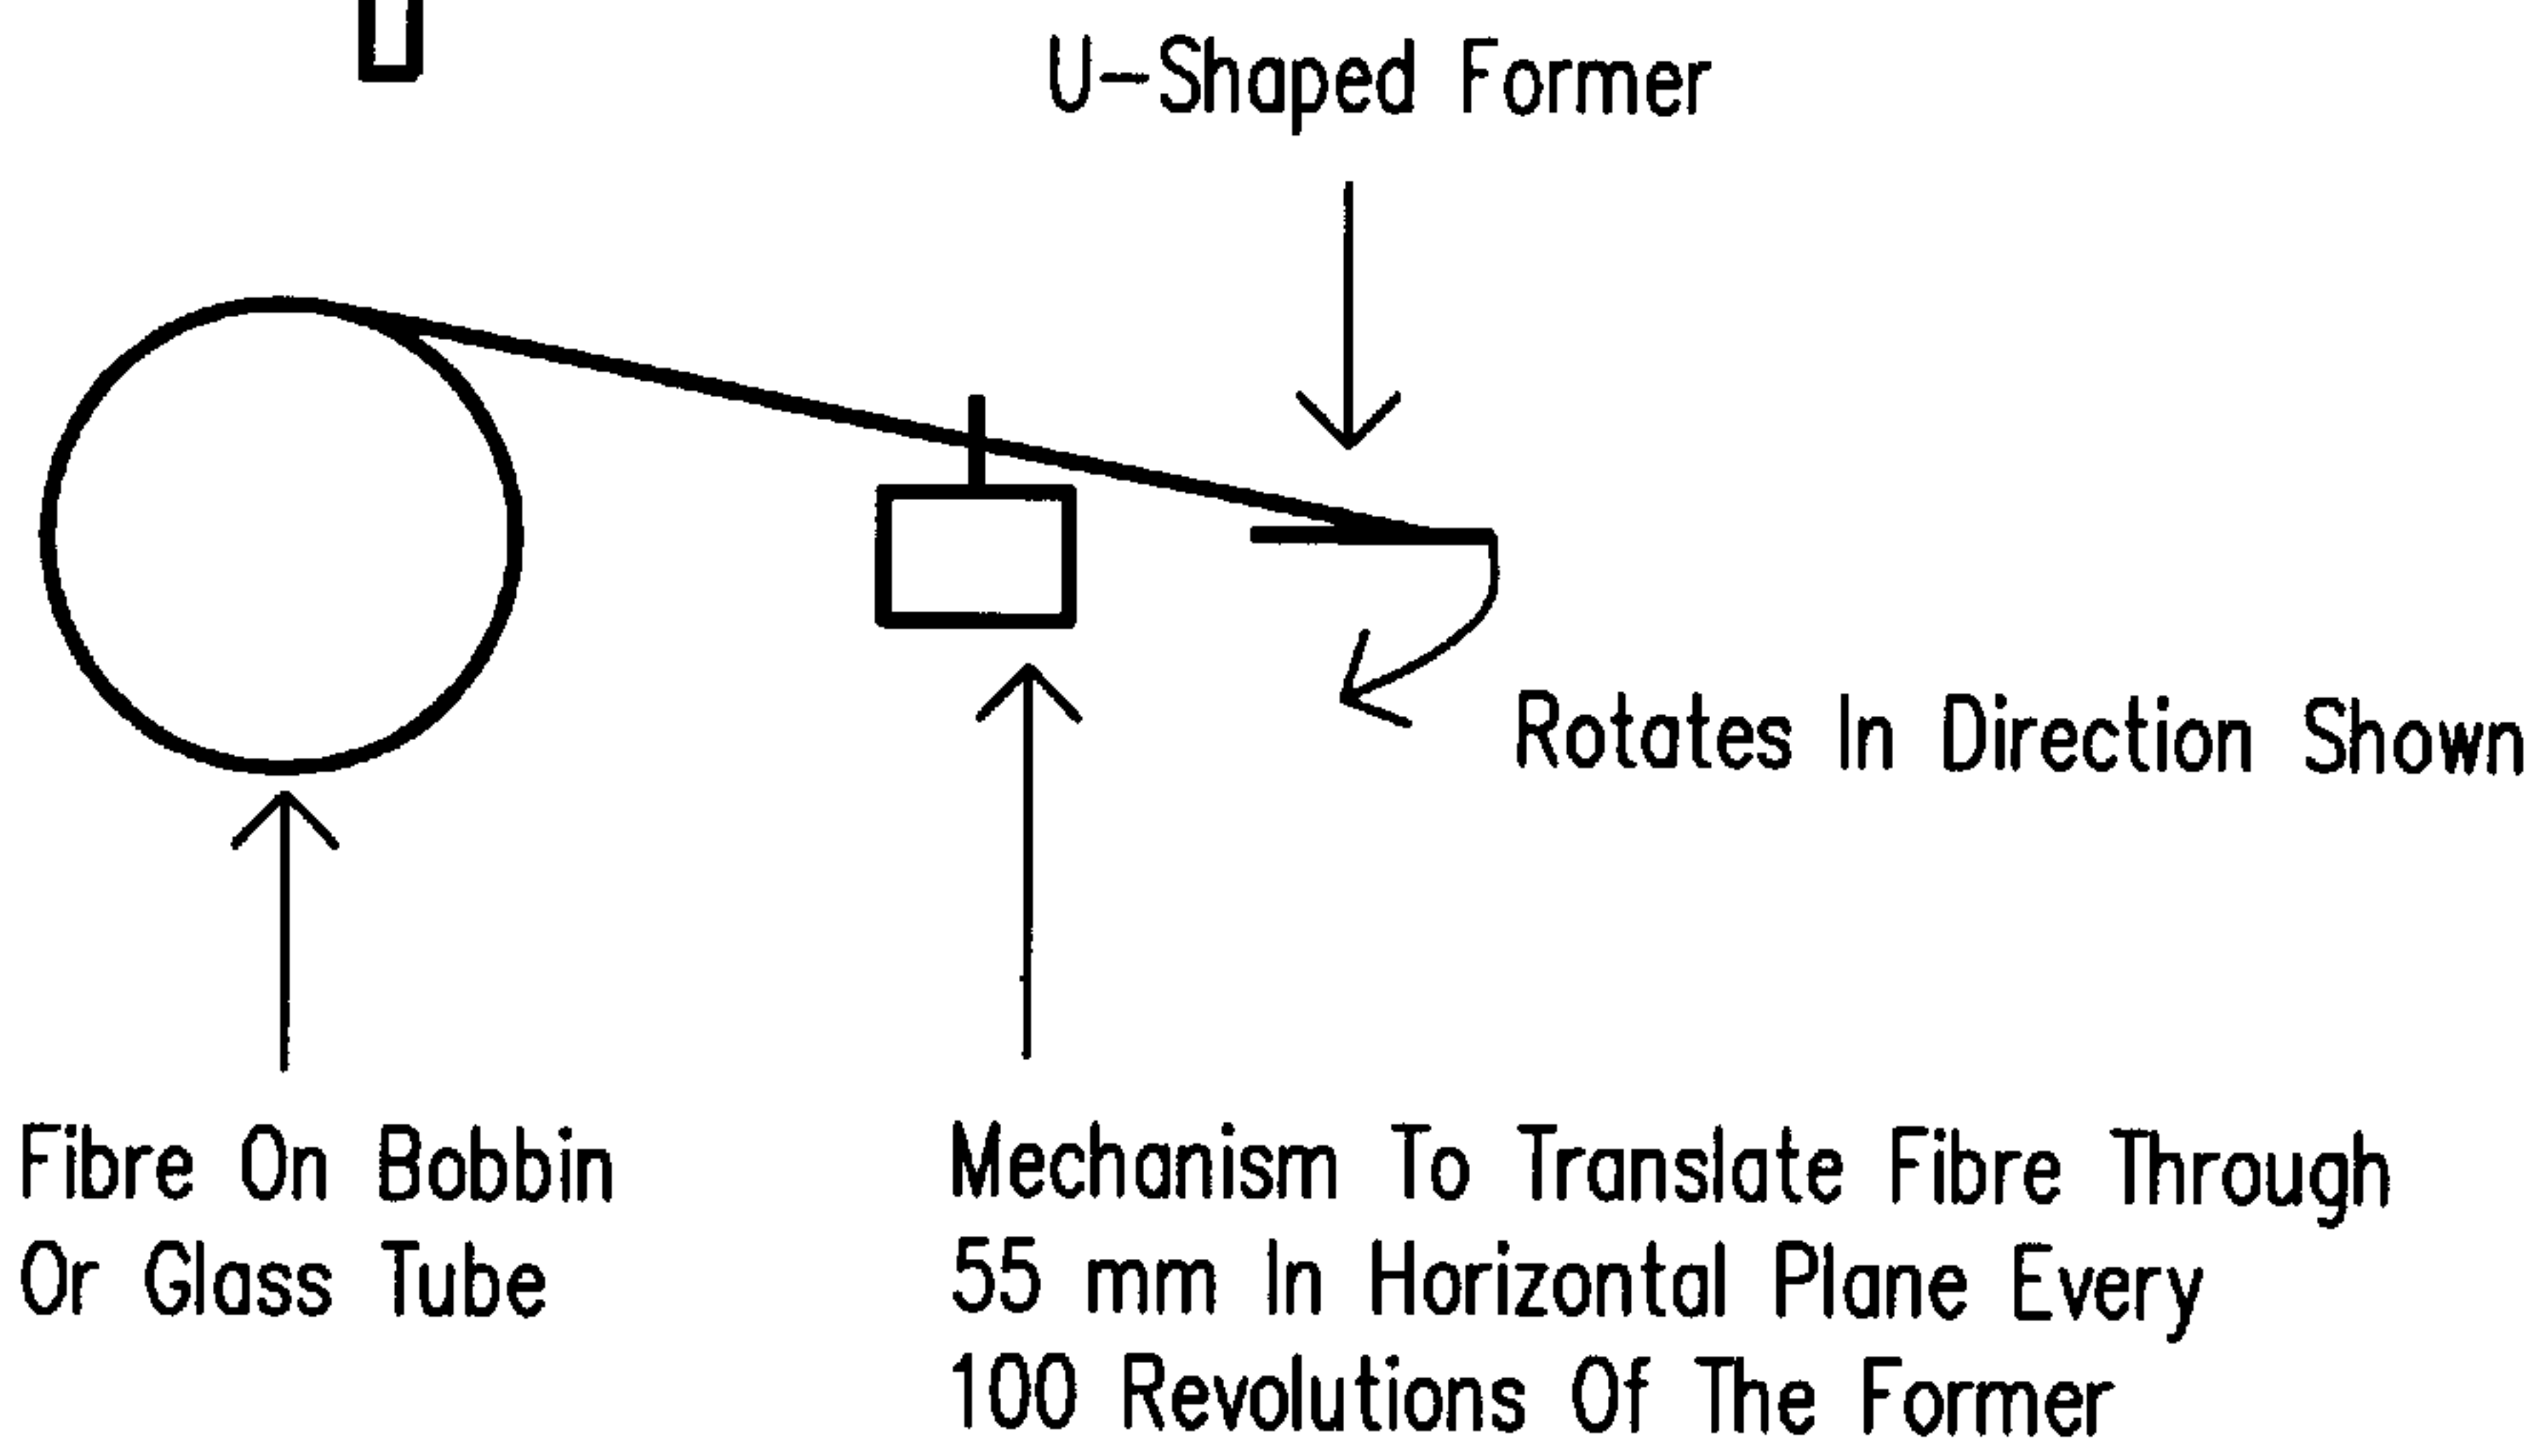 U-Shaped Former
Rotates In Direction Shown
Fibre On Bobbin
Or Glass Tube
Mechanism To Translate Fibre Through
55 mm In Horizontal Plane Every
100 Revolutions Of The Former